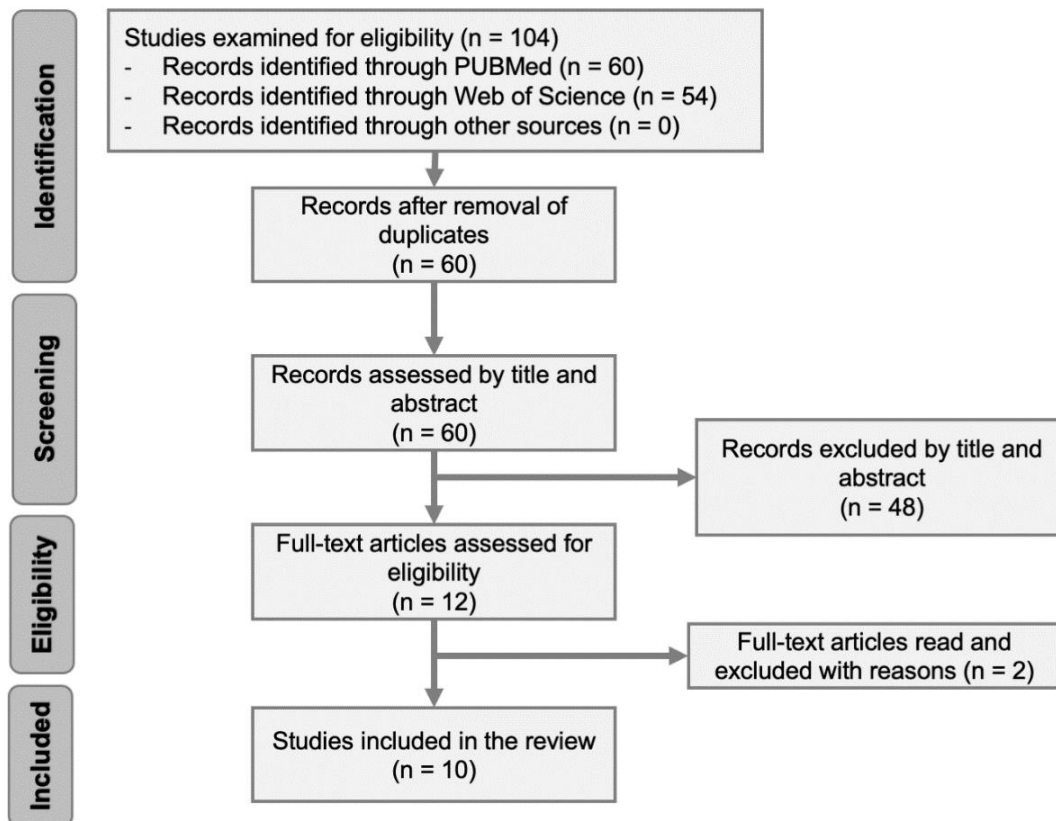 Identification
Studies examined for eligibility (n = 104)
- Records identified through PUBMed (n = 60)
- Records identified through Web of Science (n = 54)
- Records identified through other sources (n = 0)
Records after removal of
duplicates
(n = 60)
Screening
Records assessed by title and
abstract
(n = 60)
Records excluded by title and
abstract
(n = 48)
Eligibility
Full-text articles assessed for
eligibility
(n = 12)
Full-text articles read and
excluded with reasons (n = 2)
Included
Studies included in the review
(n = 10)